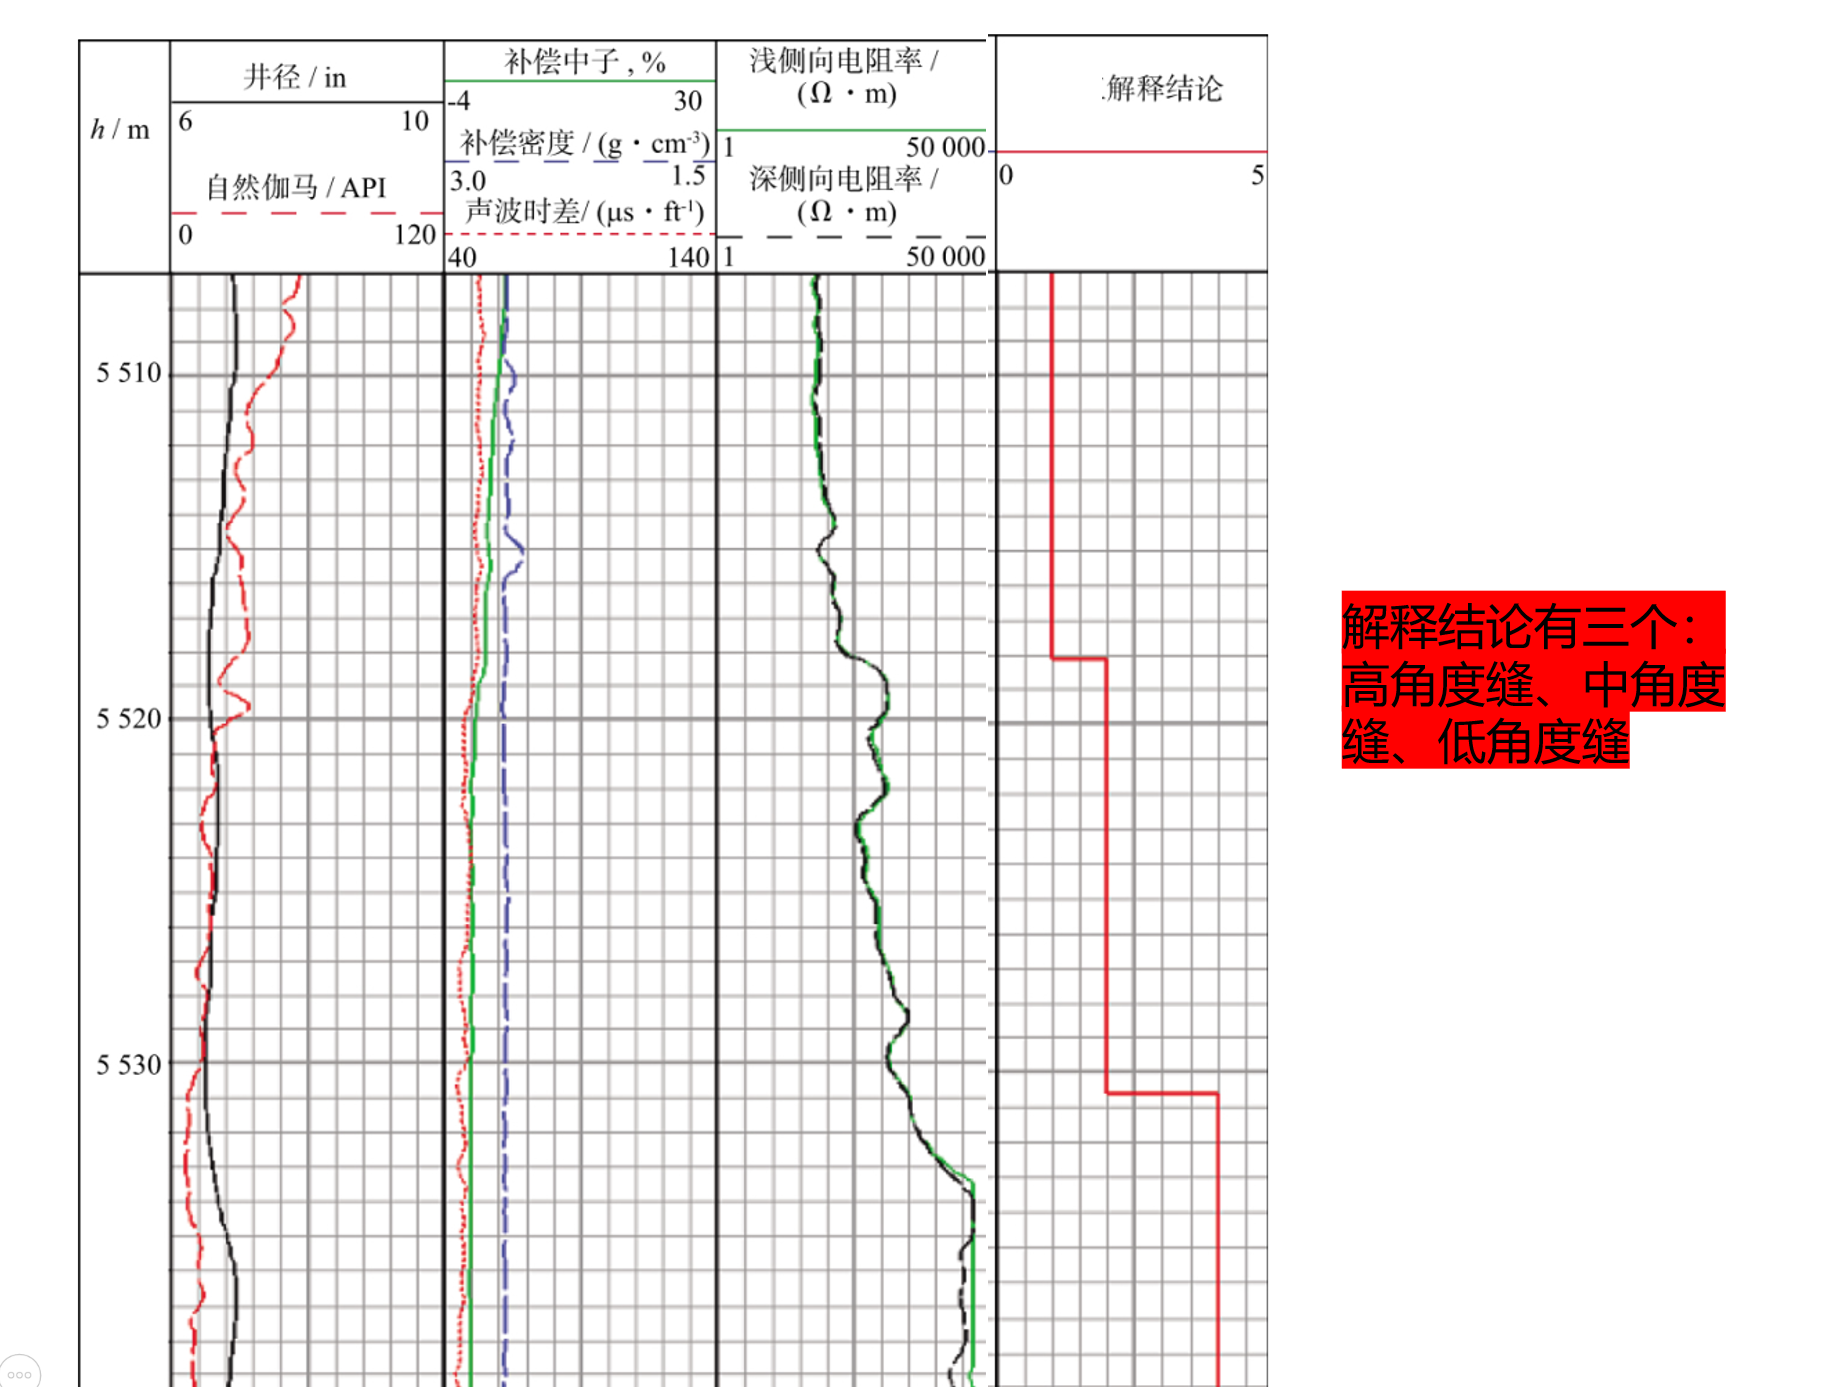 h / m
井径 / in
6 10
自然伽马 / API
0 120
补偿中子 , %
-4 30
补偿密度 / (g・cm-3)
3.0 1.5
声波时差/ (μs・ft-1)
40 140
浅侧向电阻率 /
(Ω・m)
1 50 000
深侧向电阻率 /
(Ω・m)
1 50 000
解释结论
0 5
5 510
5 520
5 530
解释结论有三个：
高角度缝、中角度
缝、低角度缝